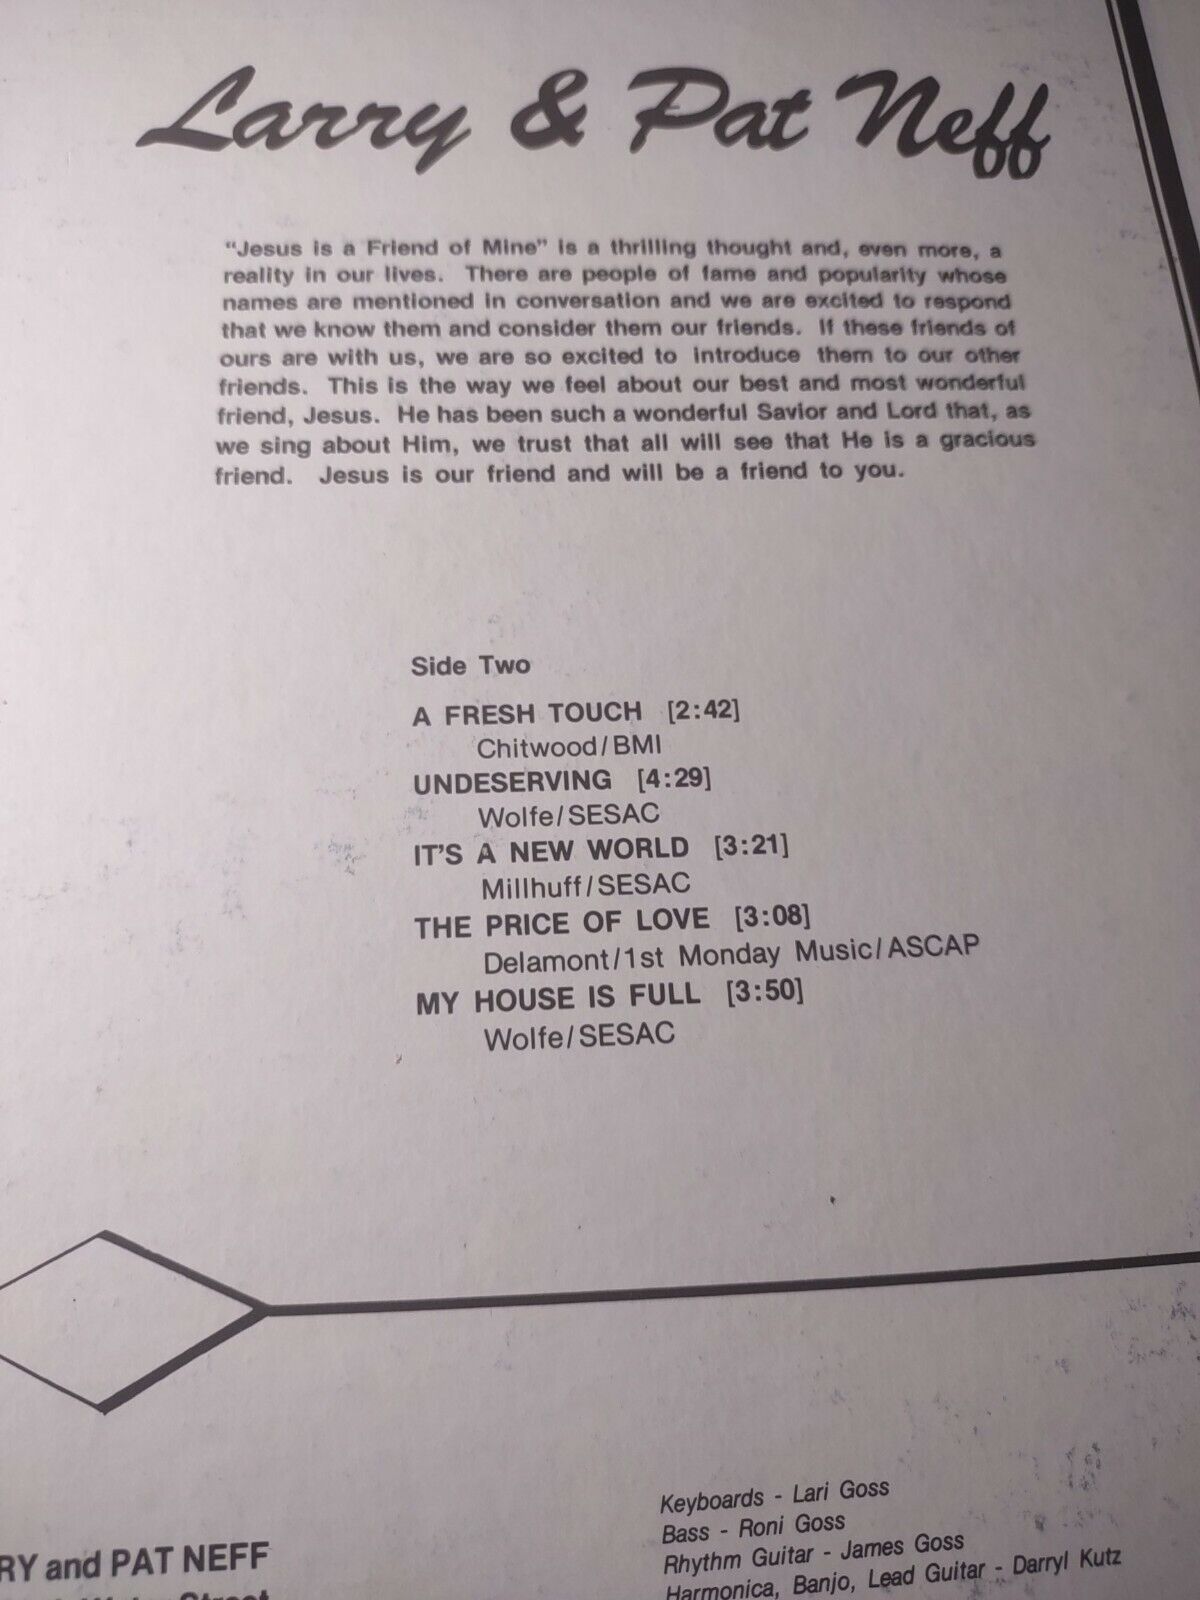 Larry & Pat Neff
"Jesus is a Friend of Mine" is a thrilling thought and, even more, a
reality in our lives. There are people of fame and popularity whose
names are mentioned in conversation and we are excited to respond
that we know them and consider them our friends. If these friends of
ours are with us, we are so excited to introduce them to our other
friends. This is the way we feel about our best and most wonderful
friend, Jesus. He has been such a wonderful Savior and Lord that, as
we sing about Him, we trust that all will see that He is a gracious
friend. Jesus is our friend and will be a friend to you.
Side Two
A FRESH TOUCH [2:42]
Chitwood/BMI
UNDESERVING [4:29]
Wolfe/SESAC
IT'S A NEW WORLD [3:21]
Millhuff/SESAC
THE PRICE OF LOVE [3:08]
Delamont/1st Monday Music/ASCAP
MY HOUSE IS FULL [3:50]
Wolfe/SESAC
RY and PAT NEFF
Street
Keyboards - Lari Goss
Bass - Roni Goss
Rhythm Guitar - James Goss
Harmonica, Banjo, Lead Guitar - Darryl Kutz